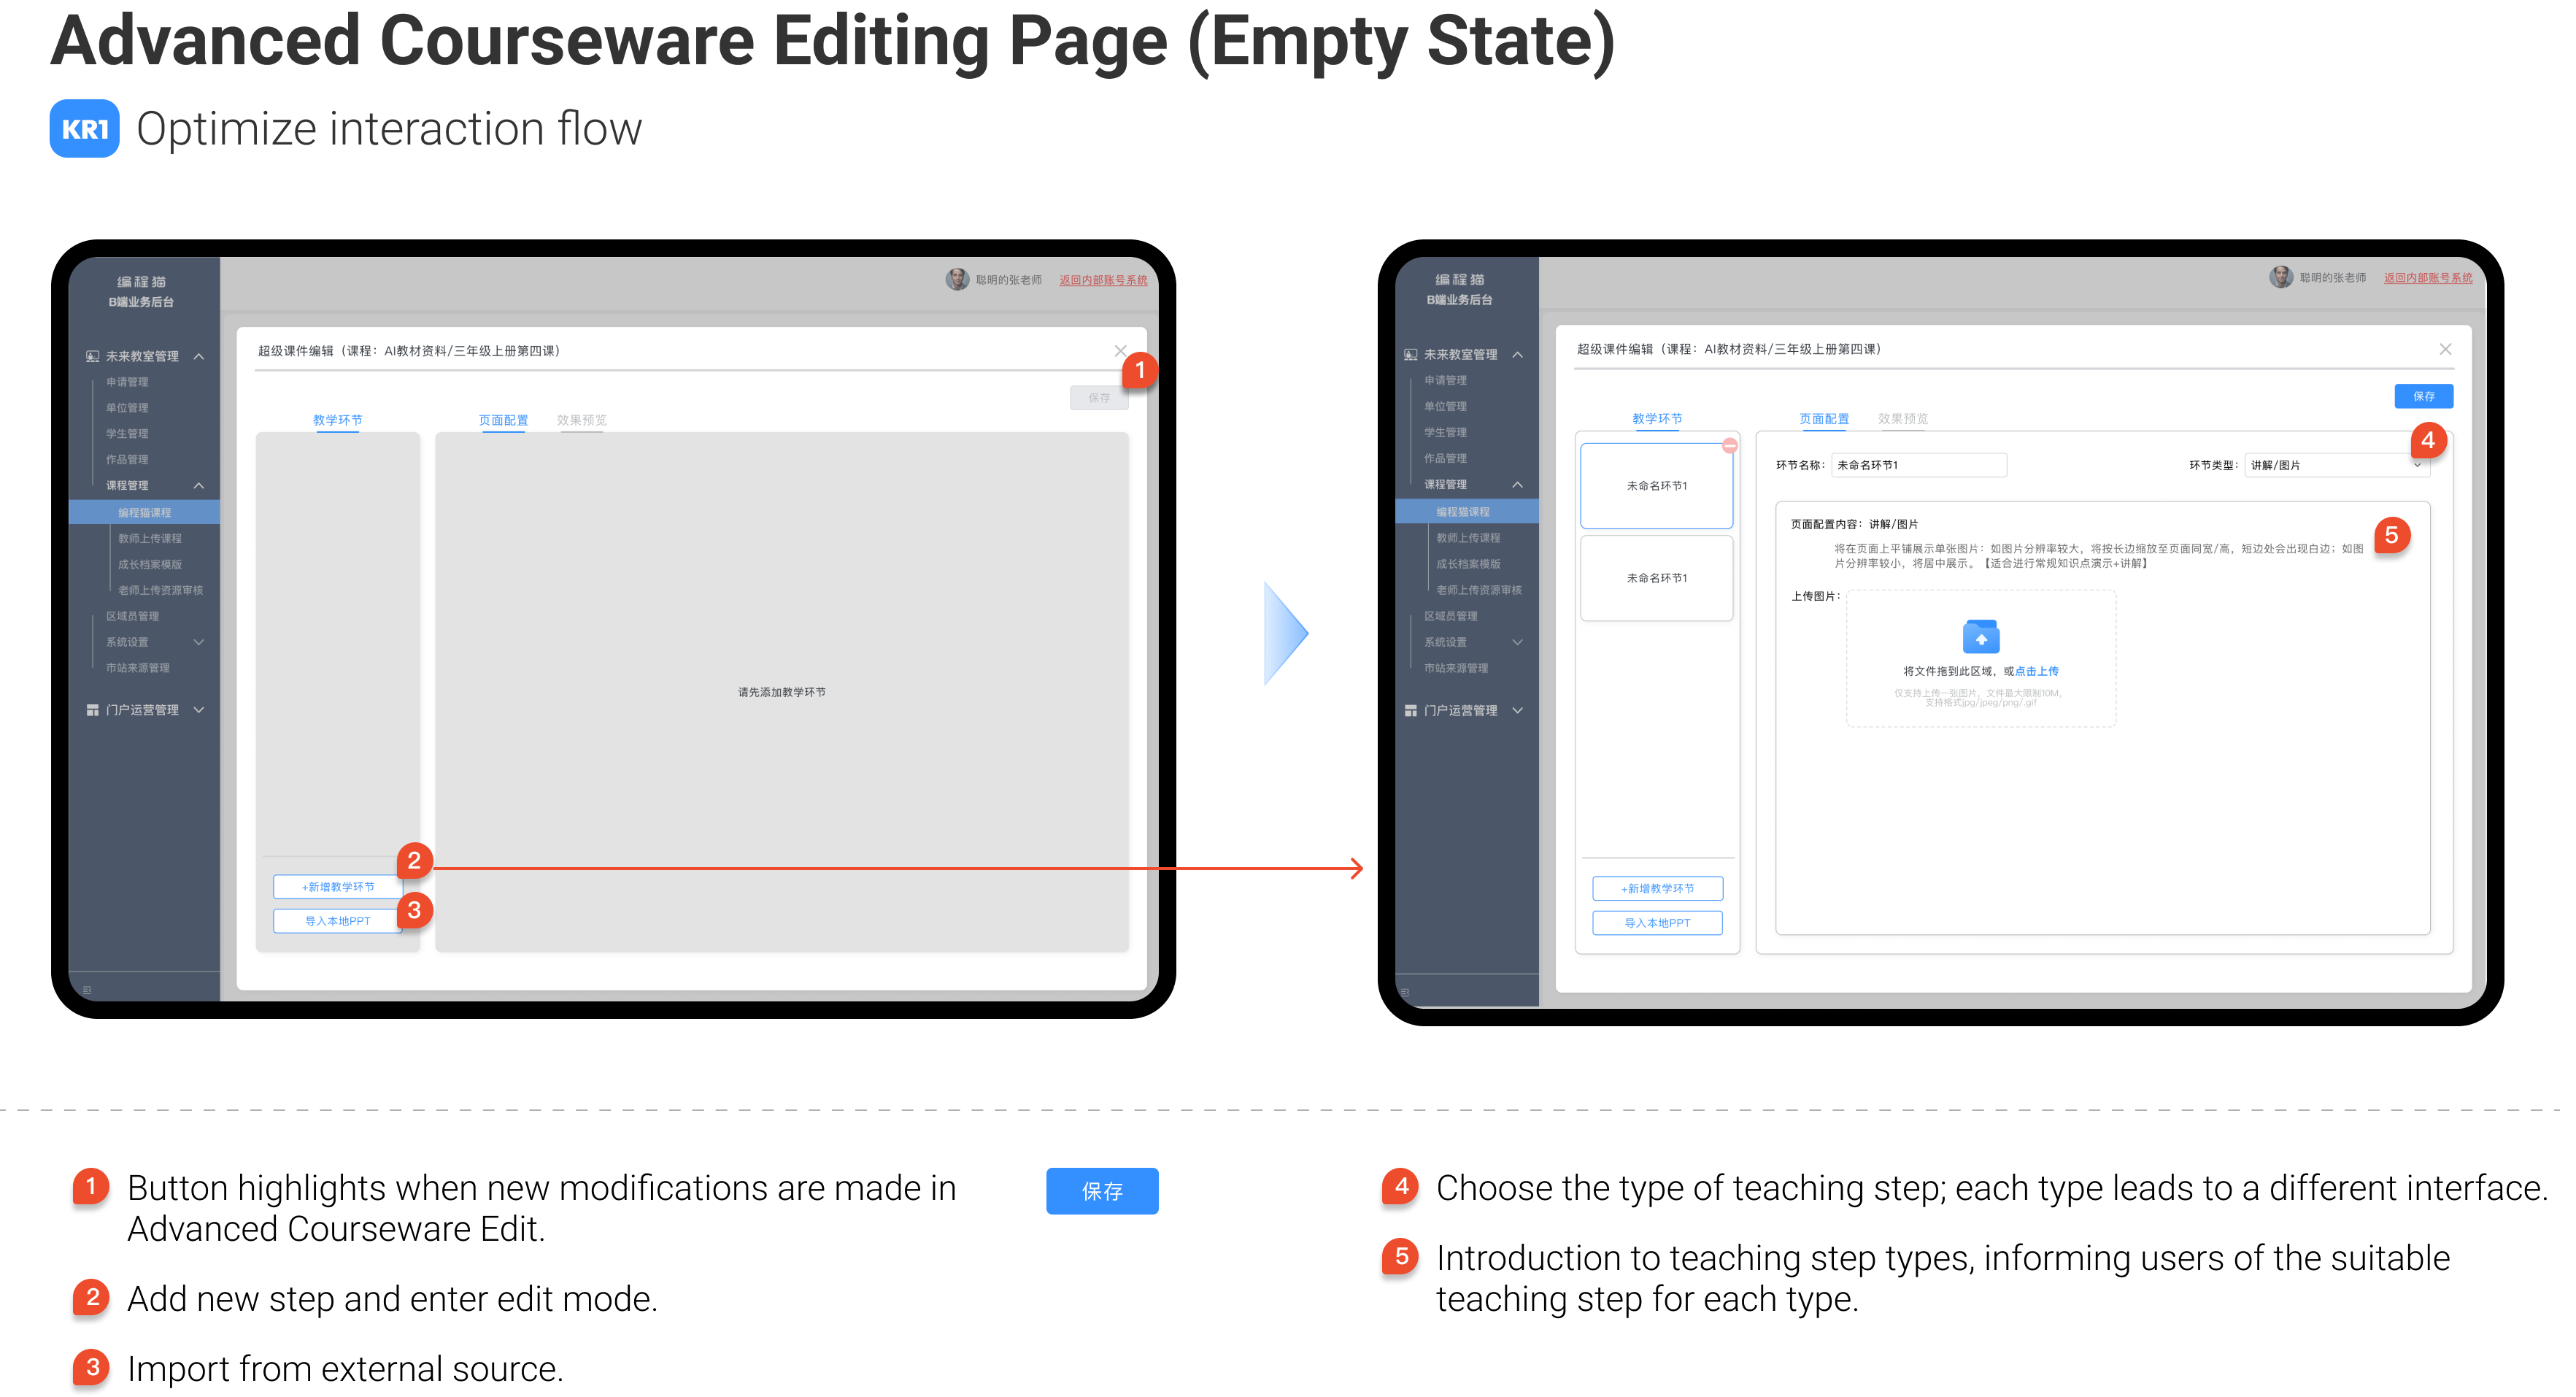 Advanced Courseware Editing Page (Empty State)
KR1 Optimize interaction flow
编程猫
B端业务后台
未来教室管理
申请管理
单位管理
学生管理
作品管理
课程管理
编程猫课程
教师上传课程
成长档案模版
老师上传资源审核
区域员管理
系统设置
市站来源管理
门户运营管理
聪明的张老师 返回内部账号系统
超级课件编辑（课程：AI教材资料/三年级上册第四课）
1
保存
教学环节 页面配置 效果预览
请先添加教学环节
2
+新增教学环节
3
导入本地PPT
编程猫
B端业务后台
未来教室管理
申请管理
单位管理
学生管理
作品管理
课程管理
编程猫课程
教师上传课程
成长档案模版
老师上传资源审核
区域员管理
系统设置
市站来源管理
门户运营管理
聪明的张老师 返回内部账号系统
超级课件编辑（课程：AI教材资料/三年级上册第四课）
保存
教学环节 页面配置 效果预览
4
未命名环节1
未命名环节1
+新增教学环节
导入本地PPT
环节名称： 未命名环节1 环节类型： 讲解/图片
5
页面配置内容：讲解/图片
将在页面上平铺展示单张图片：如图片分辨率较大，将按长边缩放至页面同宽/高，短边处会出现白边；如图
片分辨率较小，将居中展示。【适合进行常规知识点演示+讲解】
上传图片：
将文件拖到此区域，或点击上传
仅支持上传一张图片，文件最大限制10M，
支持格式jpg/jpeg/png/.gif
1 Button highlights when new modifications are made in
Advanced Courseware Edit.
保存
2 Add new step and enter edit mode.
3 Import from external source.
4 Choose the type of teaching step; each type leads to a different interface.
5 Introduction to teaching step types, informing users of the suitable
teaching step for each type.